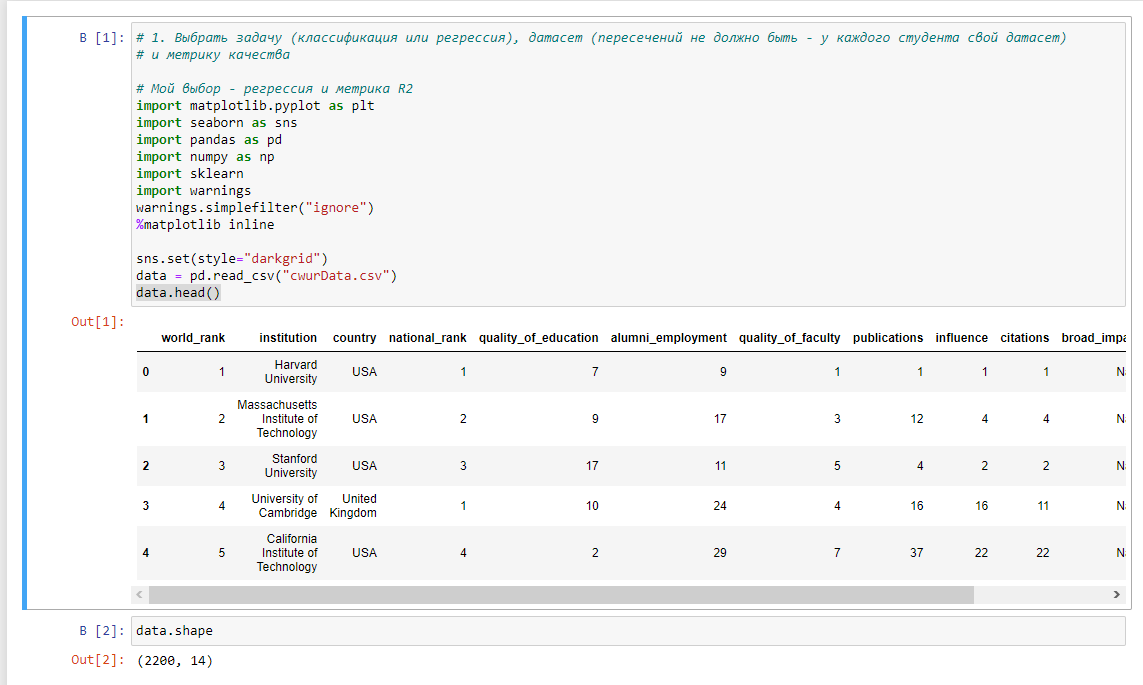 В [1]: # 1. Выбрать задачу (классификация или регрессия), датасет (пересечений не должно быть - у каждого студента свой датасет)
# и метрику качества
# Мой выбор - регрессия и метрика R2
import matplotlib.pyplot as plt
import seaborn as sns
import pandas as pd
import numpy as np
import sklearn
import warnings
warnings.simplefilter("ignore")
%matplotlib inline
sns.set(style="darkgrid")
data = pd.read_csv("cwurData.csv")
data.head()
Out[1]:
world_rank institution country national_rank quality_of_education alumni_employment quality_of_faculty publications influence citations broad_impa
0 1 Harvard University USA 1 7 9 1 1 1 1 N
1 2 Massachusetts Institute of Technology USA 2 9 17 3 12 4 4 N
2 3 Stanford University USA 3 17 11 5 4 2 2 N
3 4 University of Cambridge United Kingdom 1 10 24 4 16 16 11 N
4 5 California Institute of Technology USA 4 2 29 7 37 22 22 N
В [2]: data.shape
Out[2]: (2200, 14)